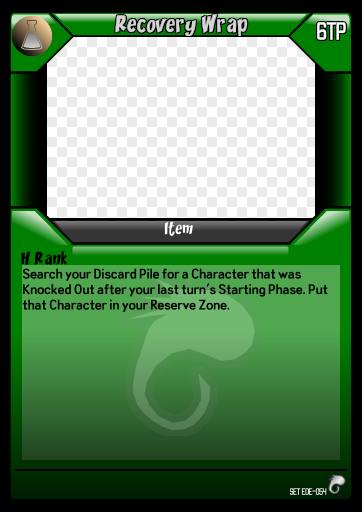 Recovery Wrap
6TP
Item
H Rank
Search your Discard Pile for a Character that was
Knocked Out after your last turn's Starting Phase. Put
that Character in your Reserve Zone.
SET EOE-054